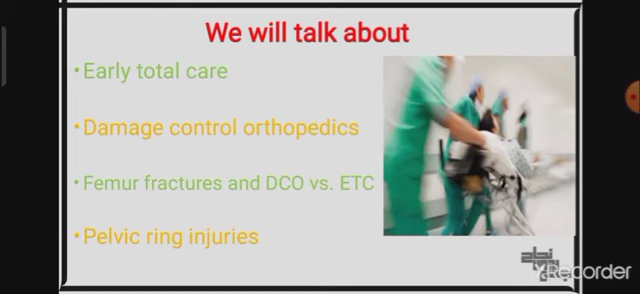 We will talk about
•Early total care
•Damage control orthopedics
•Femur fractures and DCO vs. ETC
•Pelvic ring injuries
نجاح
Recorder